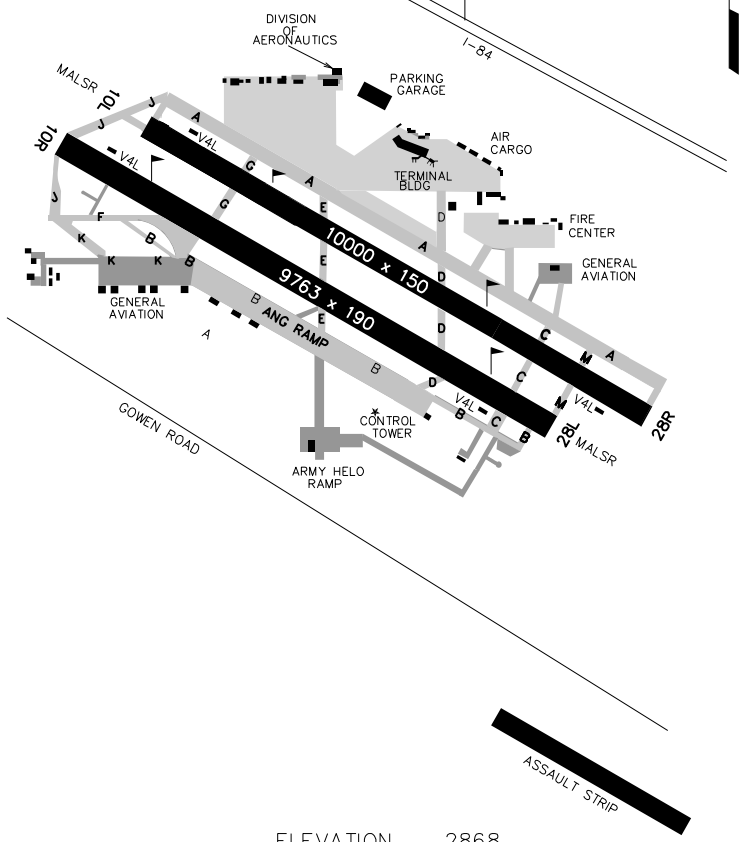 DIVISION
OF
AERONAUTICS
I-84
MALSR
PARKING
GARAGE
10L
J
A
J
10R
V4L
AIR
CARGO
V4L
G
TERMINAL
BLDG
A
J
G
E
F
D
FIRE
CENTER
K
B
10000 x 150
A
K
K
B
E
D
GENERAL
AVIATION
9763 x 190
GENERAL
AVIATION
B
ANG RAMP
E
D
A
C
M
A
B
D
C
V4L
B
C
B
M
V4L
28L
28R
MALSR
CONTROL
TOWER
GOWEN ROAD
ARMY HELO
RAMP
ASSAULT STRIP
ELEVATION 2868